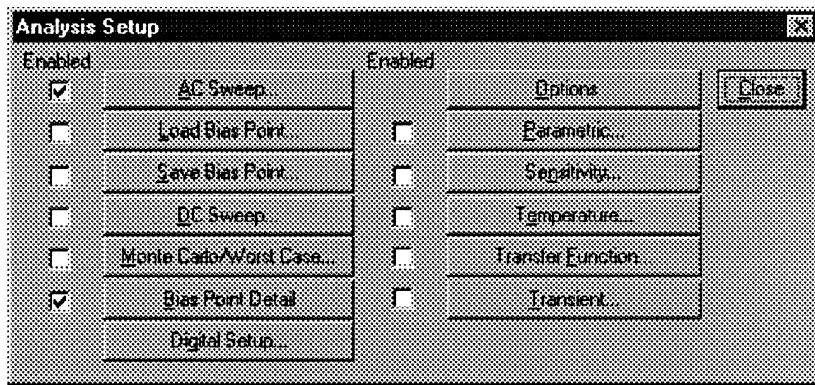 Analysis Setup
Enabled
Enabled
AC Sweep...
Options
Close
Load Bias Point...
Parametric...
Save Bias Point...
Sensitivity...
DC Sweep...
Temperature...
Monte Carlo/Worst Case...
Transfer Function...
Bias Point Detail
Transient...
Digital Setup...